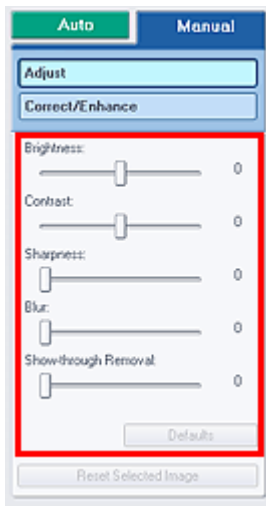 Auto Manual
Adjust
Correct/Enhance
Brightness:
0
Contrast:
0
Sharpness:
0
Blur:
0
Show-through Removal:
0
Defaults
Reset Selected Image